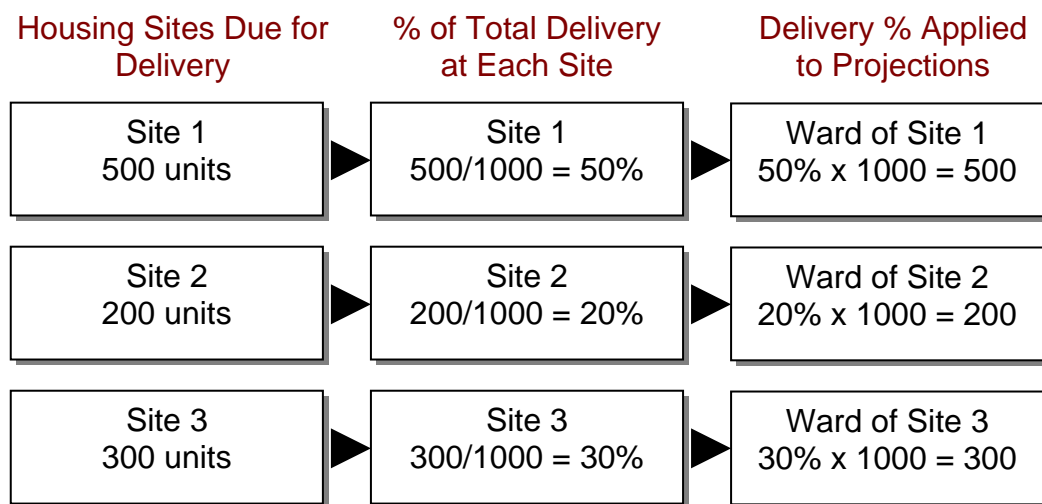 Housing Sites Due for
Delivery
% of Total Delivery
at Each Site
Delivery % Applied
to Projections
Site 1
500 units
Site 1
500/1000 = 50%
Ward of Site 1
50% x 1000 = 500
Site 2
200 units
Site 2
200/1000 = 20%
Ward of Site 2
20% x 1000 = 200
Site 3
300 units
Site 3
300/1000 = 30%
Ward of Site 3
30% x 1000 = 300